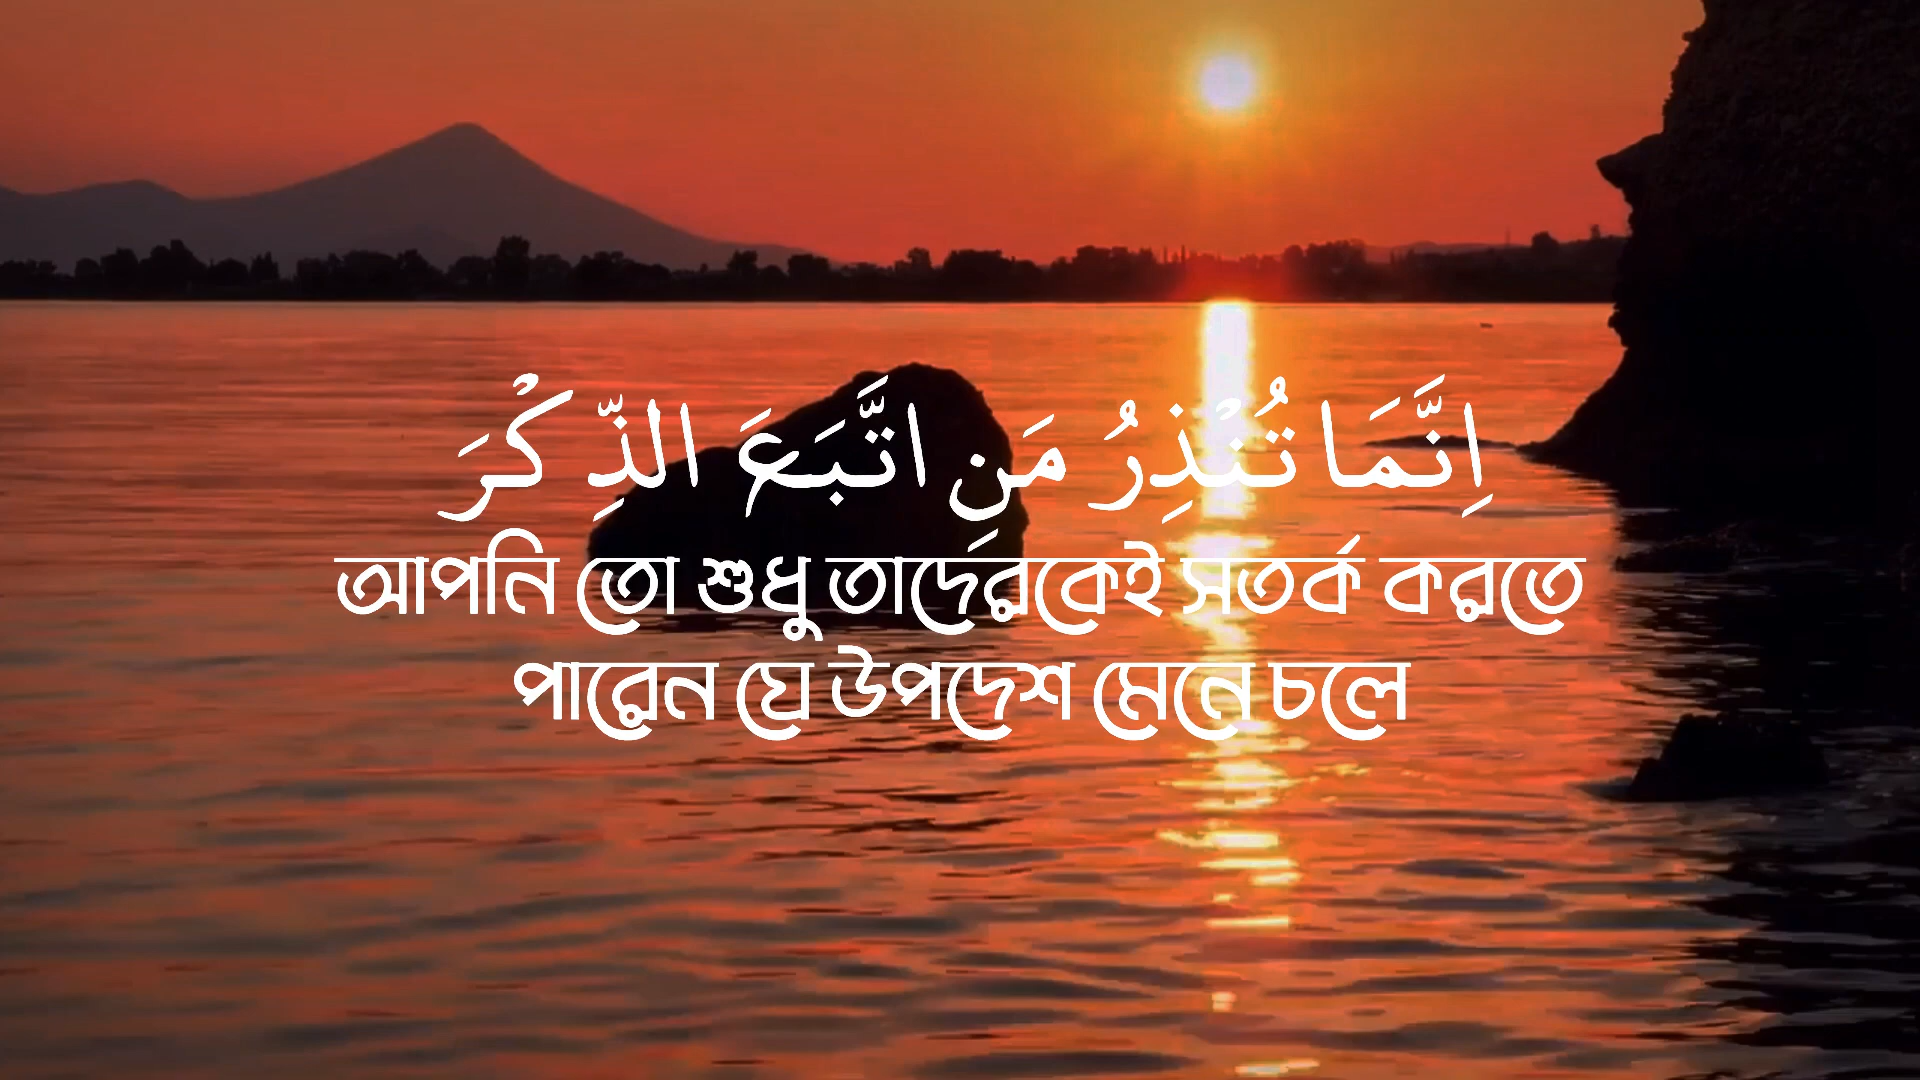 اِنَّمَا تُنْذِرُ مَنِ اتَّبَعَ الذِّكْرَ
আপনি তো শুধু তাদেরকেই সতর্ক করতে
পারেন যে উপদেশ মেনে চলে